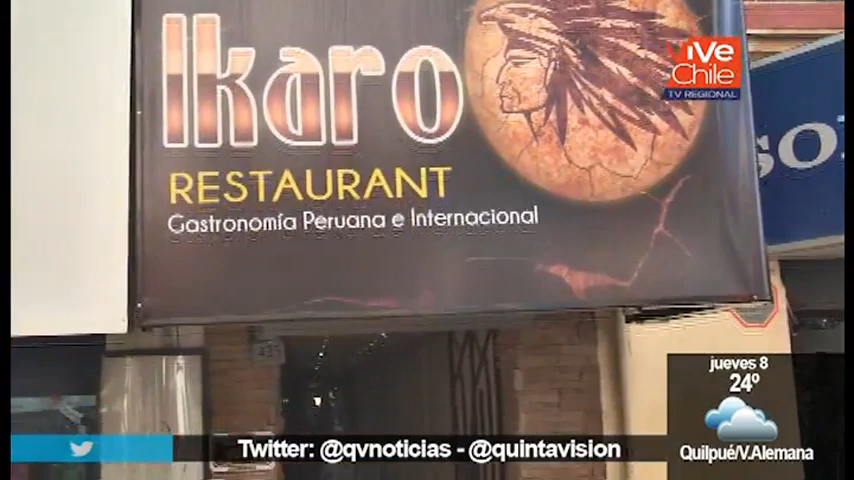 Ikaro
RESTAURANT
Gastronomía Peruana e Internacional
ViVe
Chile
TV REGIONAL
so
435
jueves 8
24º
Quilpué/V.Alemana
Twitter: @qvnoticias - @quintavision